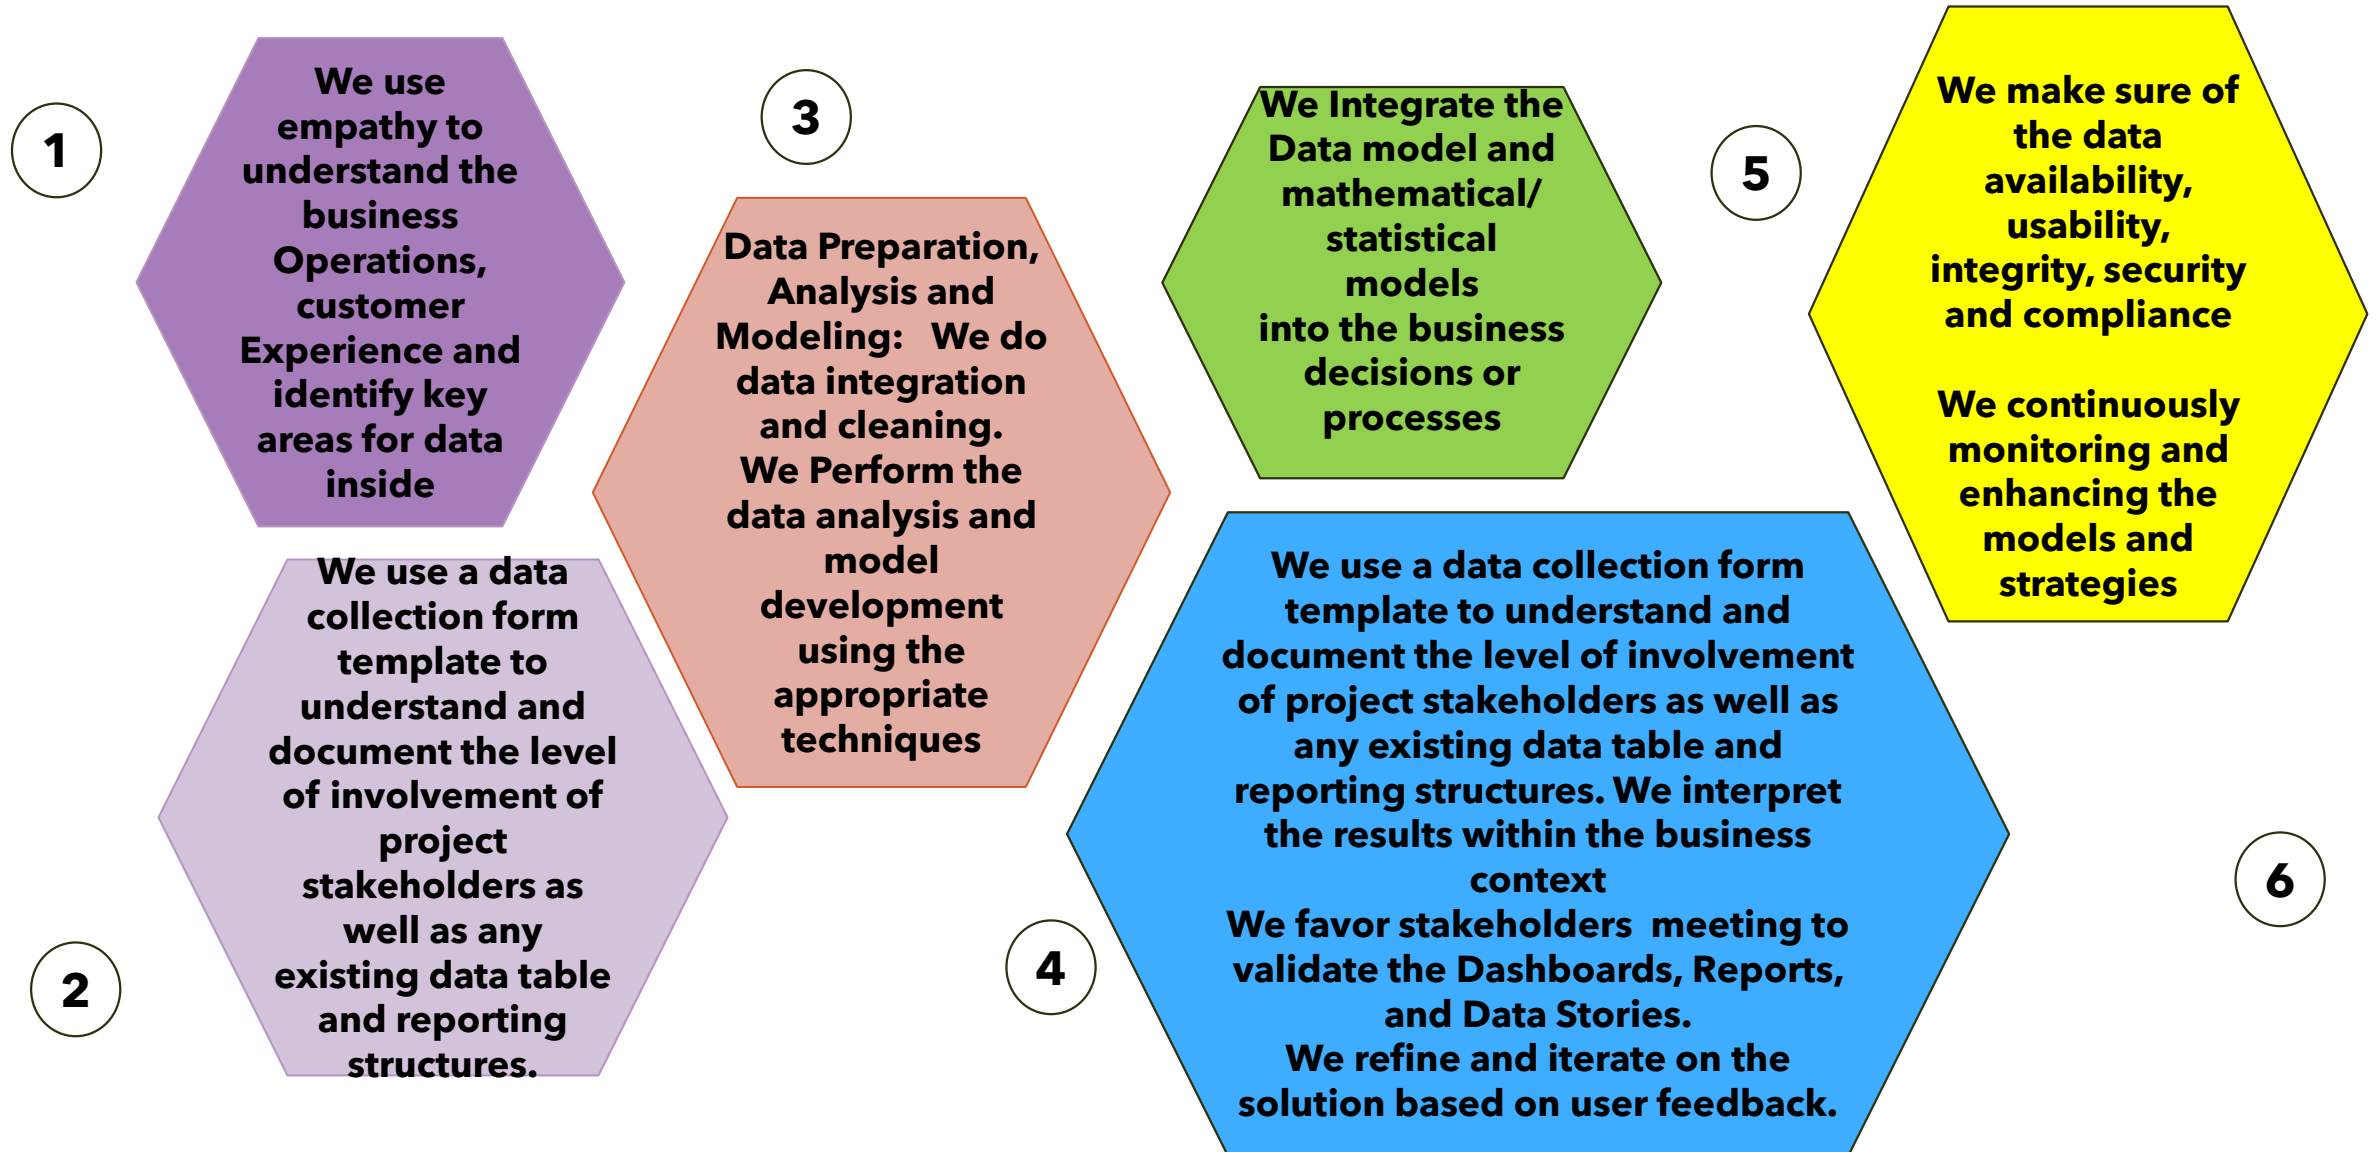 1
We use
empathy to
understand the
business
Operations,
customer
Experience and
identify key
areas for data
inside
2
We use a data
collection form
template to
understand and
document the level
of involvement of
project
stakeholders as
well as any
existing data table
and reporting
structures.
3
Data Preparation,
Analysis and
Modeling:   We do
data integration
and cleaning.
We Perform the
data analysis and
model
development
using the
appropriate
techniques
4
We use a data collection form
template to understand and
document the level of involvement
of project stakeholders as well as
any existing data table and
reporting structures. We interpret
the results within the business
context
We favor stakeholders  meeting to
validate the Dashboards, Reports,
and Data Stories.
We refine and iterate on the
solution based on user feedback.
We Integrate the
Data model and
mathematical/
statistical
models
into the business
decisions or
processes
5
We make sure of
the data
availability,
usability,
integrity, security
and compliance
We continuously
monitoring and
enhancing the
models and
strategies
6